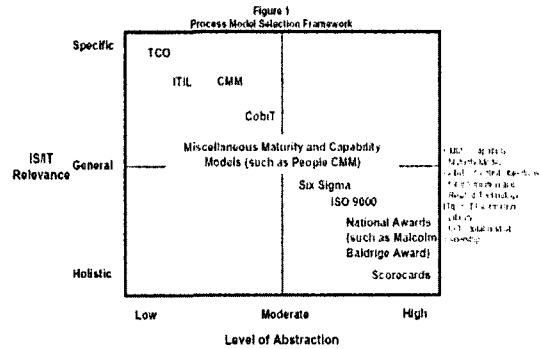 Figure 1
Process Model Selection Framework
Specific
TCO
ITIL CMM
CobiT
Miscellaneous Maturity and Capability
Models (such as People CMM)
IS/IT
Relevance
General
Six Sigma
ISO 9000
National Awards
(such as Malcolm
Baldrige Award)
Scorecards
Holistic
Low Moderate High
Level of Abstraction